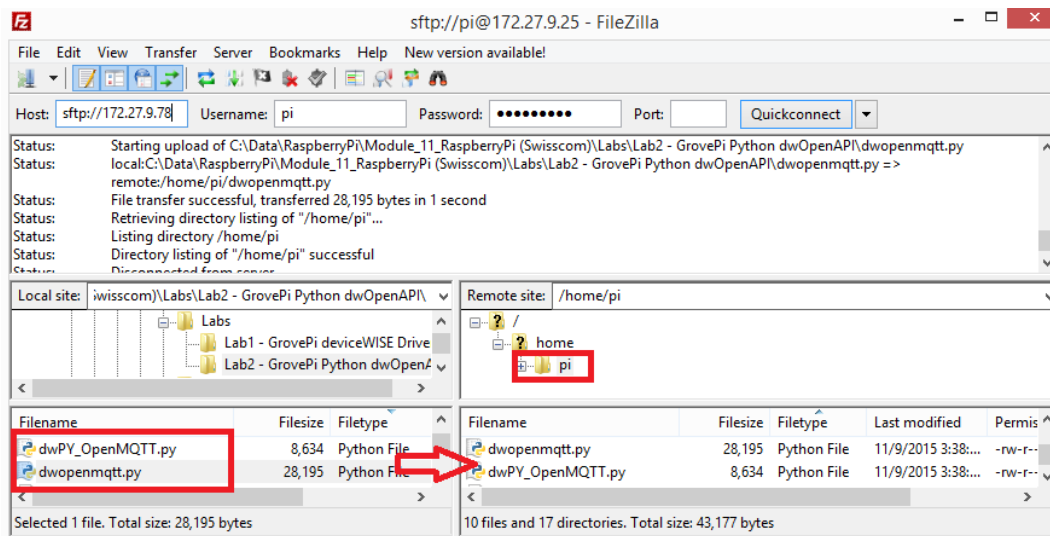 sftp://pi@172.27.9.25 - FileZilla
File Edit View Transfer Server Bookmarks Help New version available!
Host: sftp://172.27.9.78 Username: pi Password: ●●●●●●●●● Port: Quickconnect
Status: Starting upload of C:\Data\RaspberryPi\Module_11_RaspberryPi (Swisscom)\Labs\Lab2 - GrovePi Python dwOpenAPI\dwopenmqtt.py
Status: local:C:\Data\RaspberryPi\Module_11_RaspberryPi (Swisscom)\Labs\Lab2 - GrovePi Python dwOpenAPI\dwopenmqtt.py =>
remote:/home/pi/dwopenmqtt.py
Status: File transfer successful, transferred 28,195 bytes in 1 second
Status: Retrieving directory listing of "/home/pi"...
Status: Listing directory /home/pi
Status: Directory listing of "/home/pi" successful
Status: Disconnected from server
Local site: wisscom)\Labs\Lab2 - GrovePi Python dwOpenAPI\ Remote site: /home/pi
Labs
Lab1 - GrovePi deviceWISE Drive
Lab2 - GrovePi Python dwOpenA
/
home
pi
Filename Filesize Filetype
dwPY_OpenMQTT.py 8,634 Python File
dwopenmqtt.py 28,195 Python File
Selected 1 file. Total size: 28,195 bytes
Filename Filesize Filetype Last modified Permis
dwopenmqtt.py 28,195 Python File 11/9/2015 3:38:... -rw-r--
dwPY_OpenMQTT.py 8,634 Python File 11/9/2015 3:38:... -rw-r--
10 files and 17 directories. Total size: 43,177 bytes